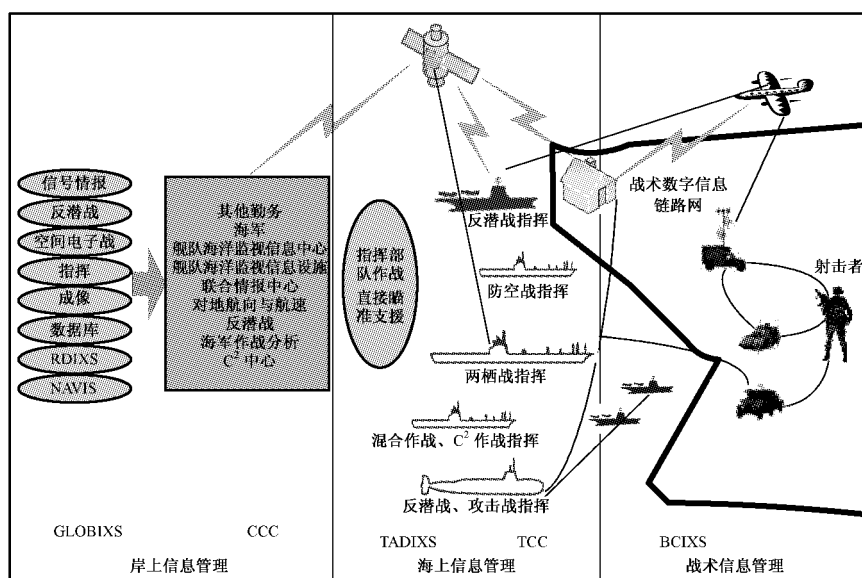 信号情报
反潜战
空间电子战
指挥
成像
数据库
RDIXS
NAVIS
其他勤务
海军
舰队海洋监视信息中心
舰队海洋监视信息设施
联合情报中心
对地航向与航速
反潜战
海军作战分析
C² 中心
指挥部
队作战
直接瞄
准支援
反潜战指挥
防空战指挥
两栖战指挥
混合作战、C² 作战指挥
反潜战、攻击战指挥
战术数字信息
链路网
射击者
GLOBIXS
CCC
TADIXS
TCC
BCIXS
岸上信息管理
海上信息管理
战术信息管理